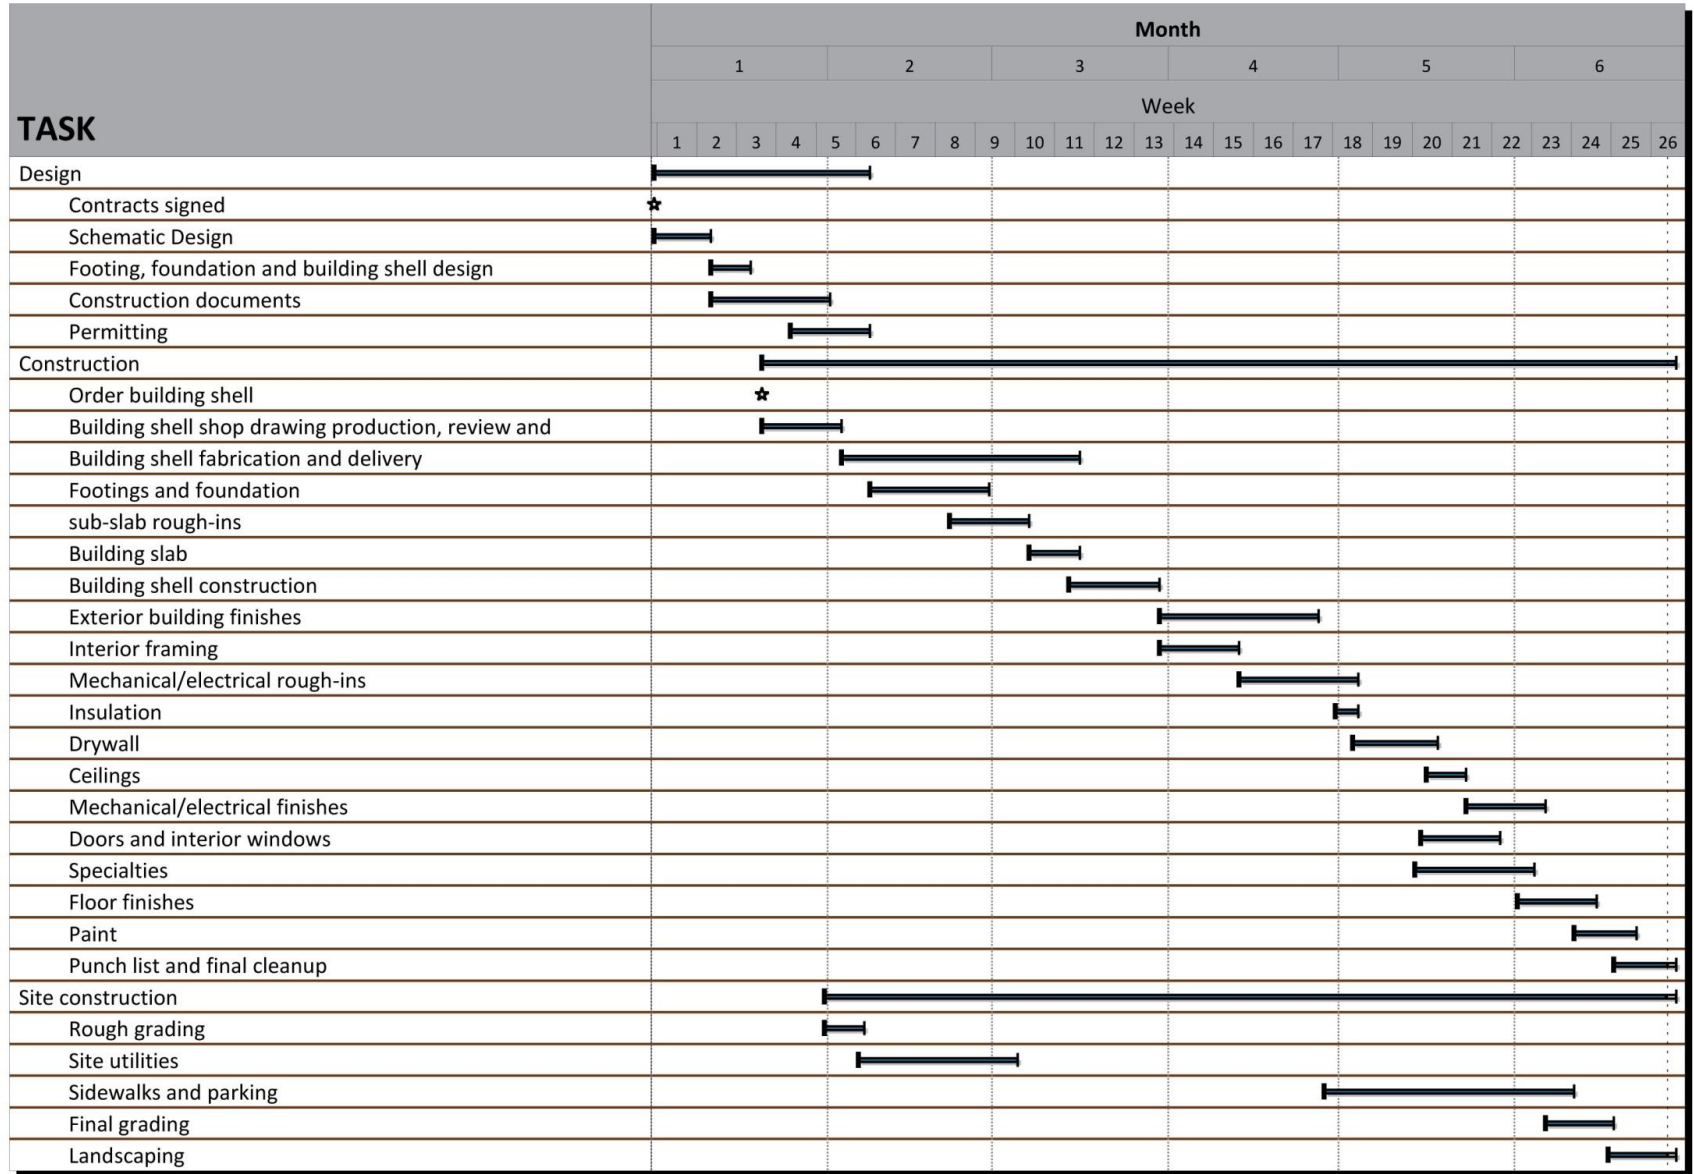 Month
1 2 3 4 5 6
Week
TASK
1 2 3 4 5 6 7 8 9 10 11 12 13 14 15 16 17 18 19 20 21 22 23 24 25 26
Design
Contracts signed
Schematic Design
Footing, foundation and building shell design
Construction documents
Permitting
Construction
Order building shell
Building shell shop drawing production, review and
Building shell fabrication and delivery
Footings and foundation
sub-slab rough-ins
Building slab
Building shell construction
Exterior building finishes
Interior framing
Mechanical/electrical rough-ins
Insulation
Drywall
Ceilings
Mechanical/electrical finishes
Doors and interior windows
Specialties
Floor finishes
Paint
Punch list and final cleanup
Site construction
Rough grading
Site utilities
Sidewalks and parking
Final grading
Landscaping